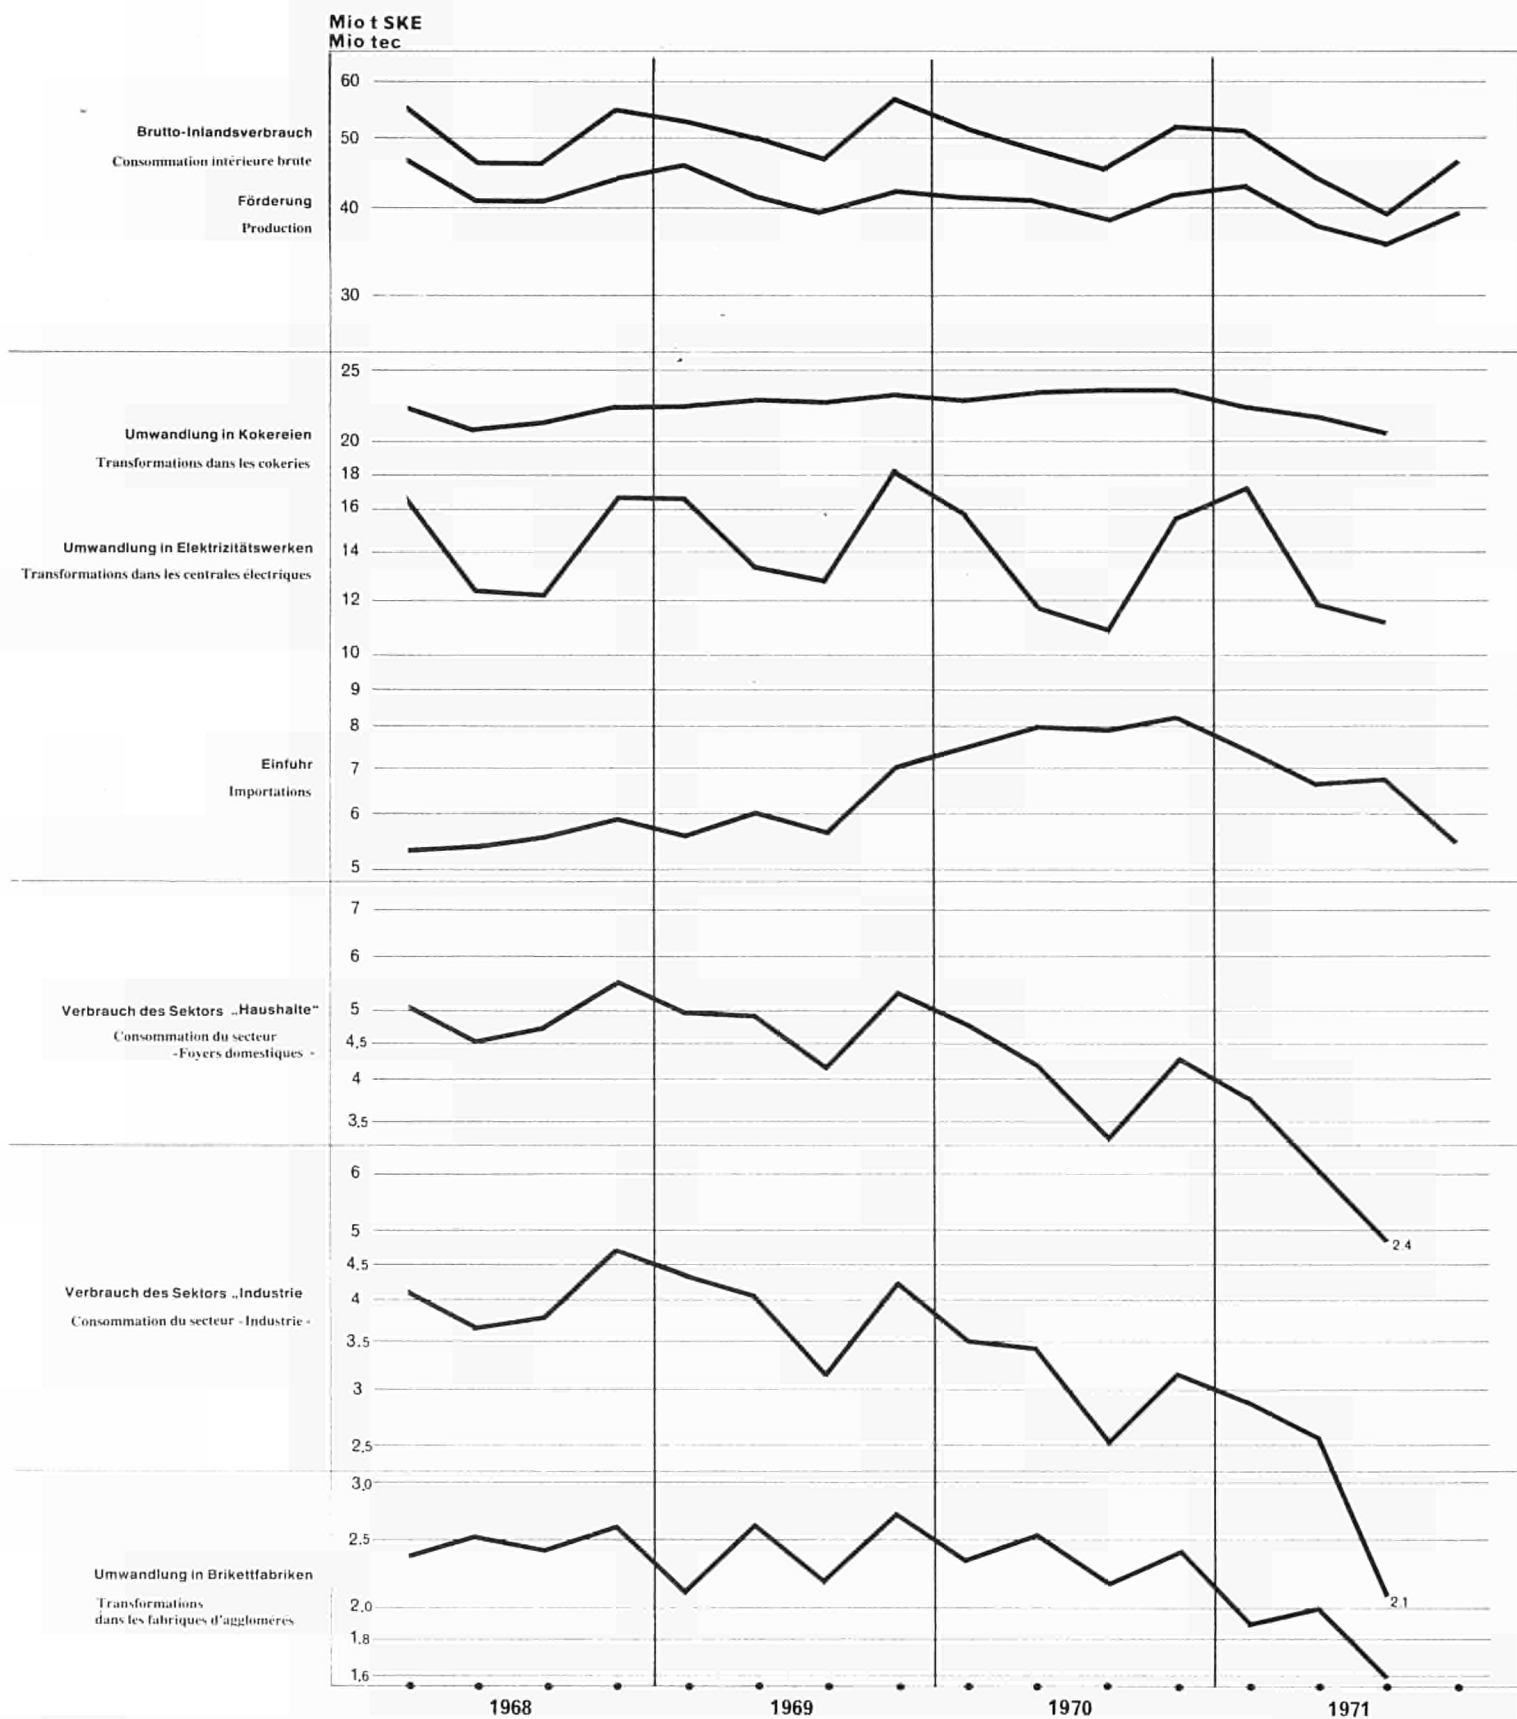 Mio t SKE
Mio tec
60
Brutto-Inlandsverbrauch
50
Consommation intérieure brute
Förderung
40
Production
30
25
Umwandlung in Kokereien
20
Transformations dans les cokeries
18
16
Umwandlung in Elektrizitätswerken
14
Transformations dans les centrales électriques
12
10
9
8
Einfuhr
7
Importations
6
5
7
6
Verbrauch des Sektors „Haushalte“
5
Consommation du secteur
4,5
-Foyers domestiques -
4
3,5
6
5
2.4
4,5
Verbrauch des Sektors „Industrie
4
Consommation du secteur - Industrie -
3,5
3
2,5
3,0
2,5
Umwandlung in Brikettfabriken
Transformations
2,0
2.1
dans les fabriques d'agglomérés
1,8
1,6
1968 1969 1970 1971